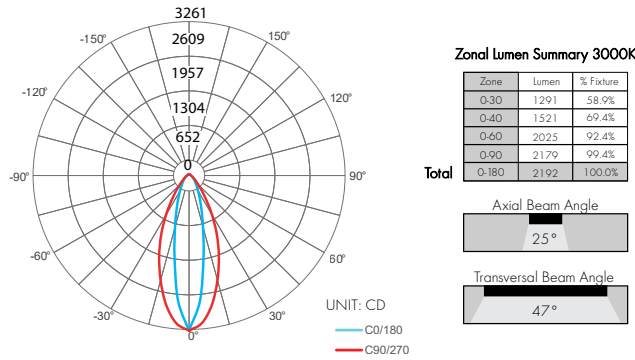 3261
2609
1957
1304
652
0
-150°
150°
-120°
120°
-90°
90°
-60°
60°
-30°
30°
0°
UNIT: CD
C0/180
C90/270
Zonal Lumen Summary 3000K
Zone Lumen % Fixture
0-30 1291 58.9%
0-40 1521 69.4%
0-60 2025 92.4%
0-90 2179 99.4%
Total 0-180 2192 100.0%
Axial Beam Angle
25°
Transversal Beam Angle
47°